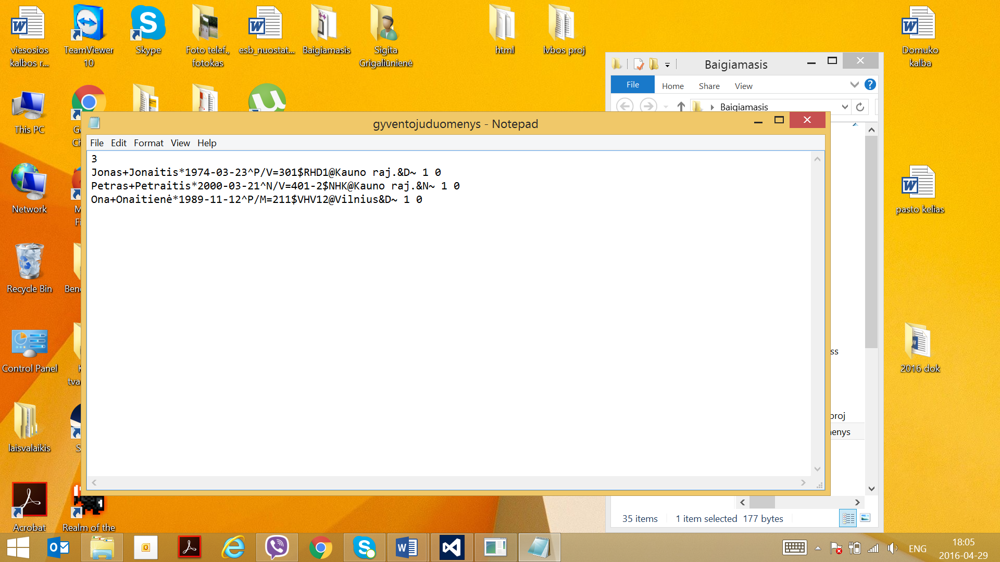 viesosios
kalbos r...
TeamViewer
10
Skype
Foto telef.,
fotokas
esb_nuostat...
Baigiamasis
Sigita
Grigaliūnienė
html
lvbos proj
Domuko
kalba
Baigiamasis
File Home Share View
Baigiamasis
This PC
gyventojuduomenys - Notepad
File Edit Format View Help
3
Jonas+Jonaitis*1974-03-23^P/V=301$RHD1@Kauno raj.&D~ 1 0
Petras+Petraitis*2000-03-21^N/V=401-2$NHK@Kauno raj.&N~ 1 0
Ona+Onaitienė*1989-11-12^P/M=211$VHV12@Vilnius&D~ 1 0
Network
pasto kelias
Recycle Bin
Control Panel
tva
ss
2016 dok
proj
enys
laisvalaikis
S
Acrobat
Realm of the
35 items 1 item selected 177 bytes
ENG
18:05
2016-04-29